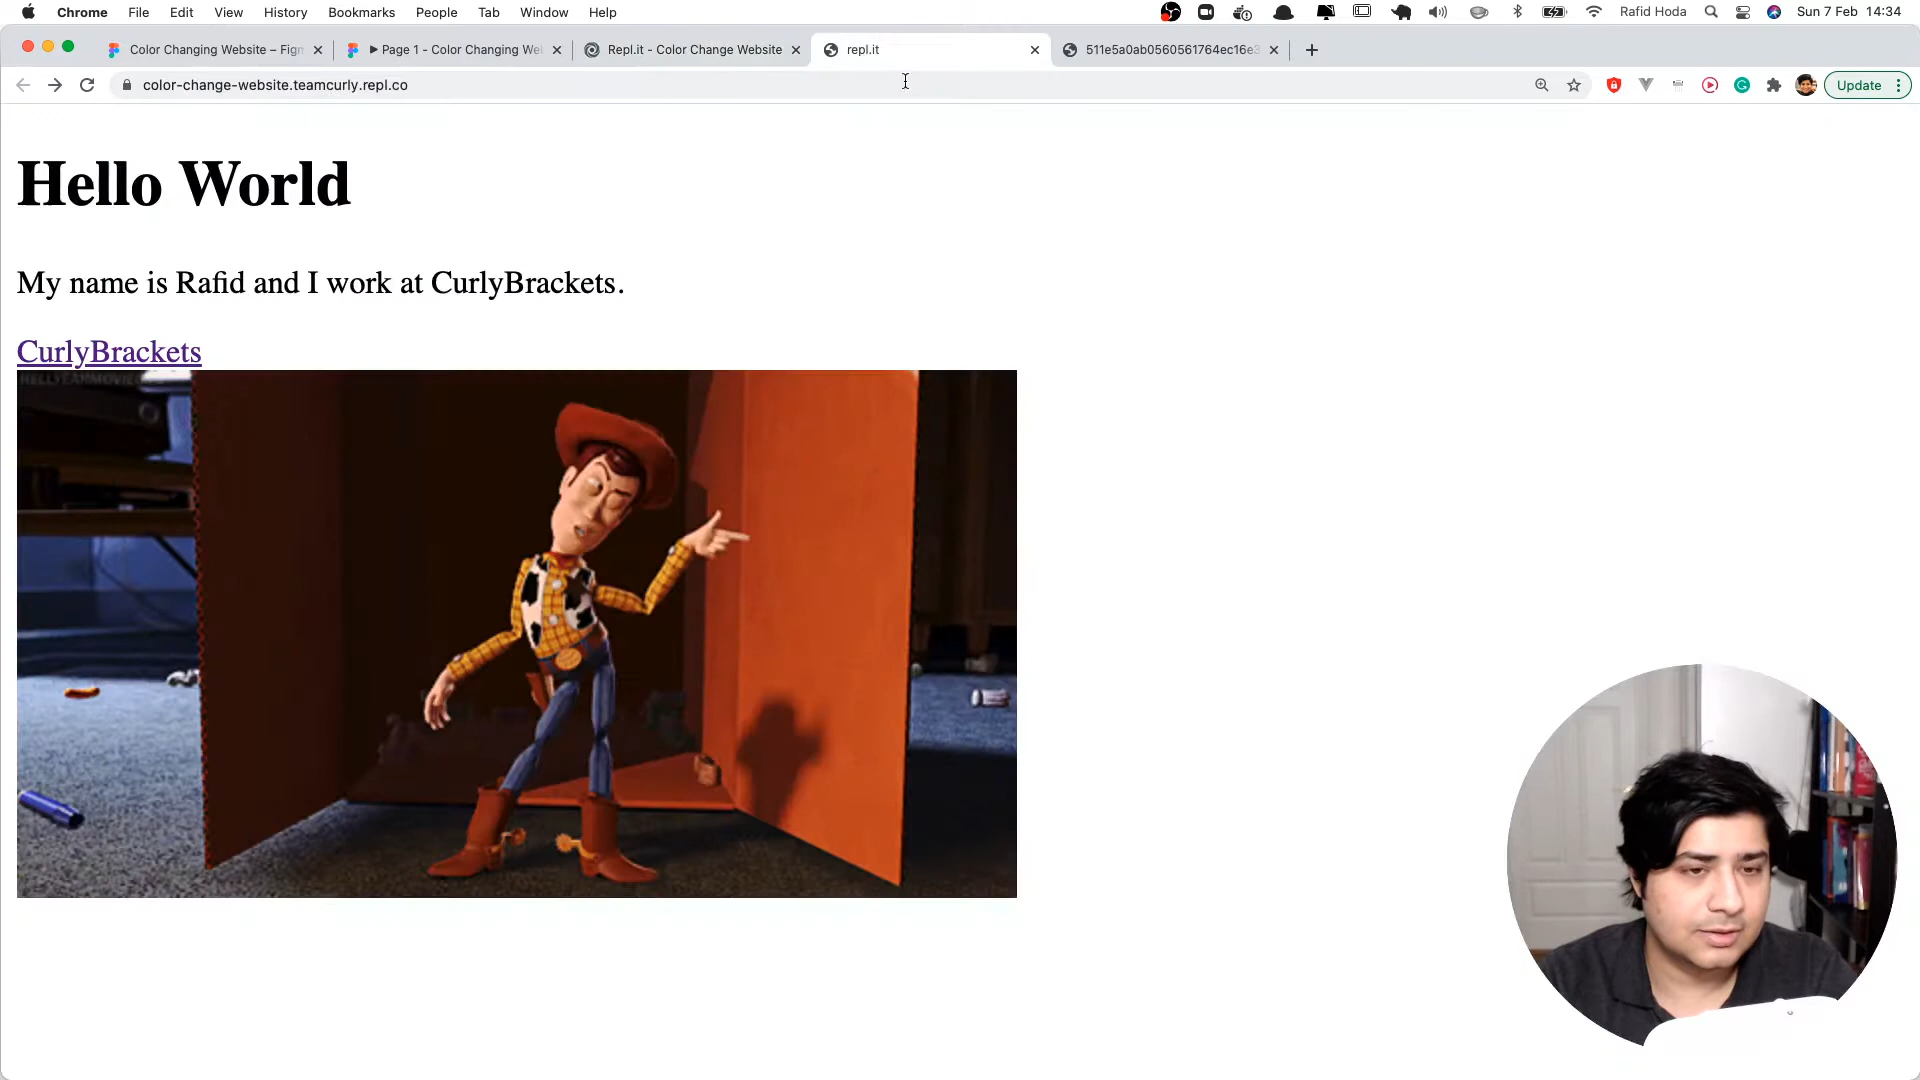 Chrome File Edit View History Bookmarks People Tab Window Help Rafid Hoda Sun 7 Feb 14:34
Color Changing Website – Figm Page 1 - Color Changing Wel Repl.it - Color Change Website repl.it 511e5a0ab0560561764ec16e3
color-change-website.teamcurly.repl.co Update
Hello World
My name is Rafid and I work at CurlyBrackets.
CurlyBrackets